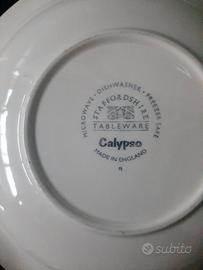 MICROWAVE · DISHWASHER · FREEZER SAFE
STAFFORDSHIRE
TABLEWARE
Calypso
MADE IN ENGLAND
subito